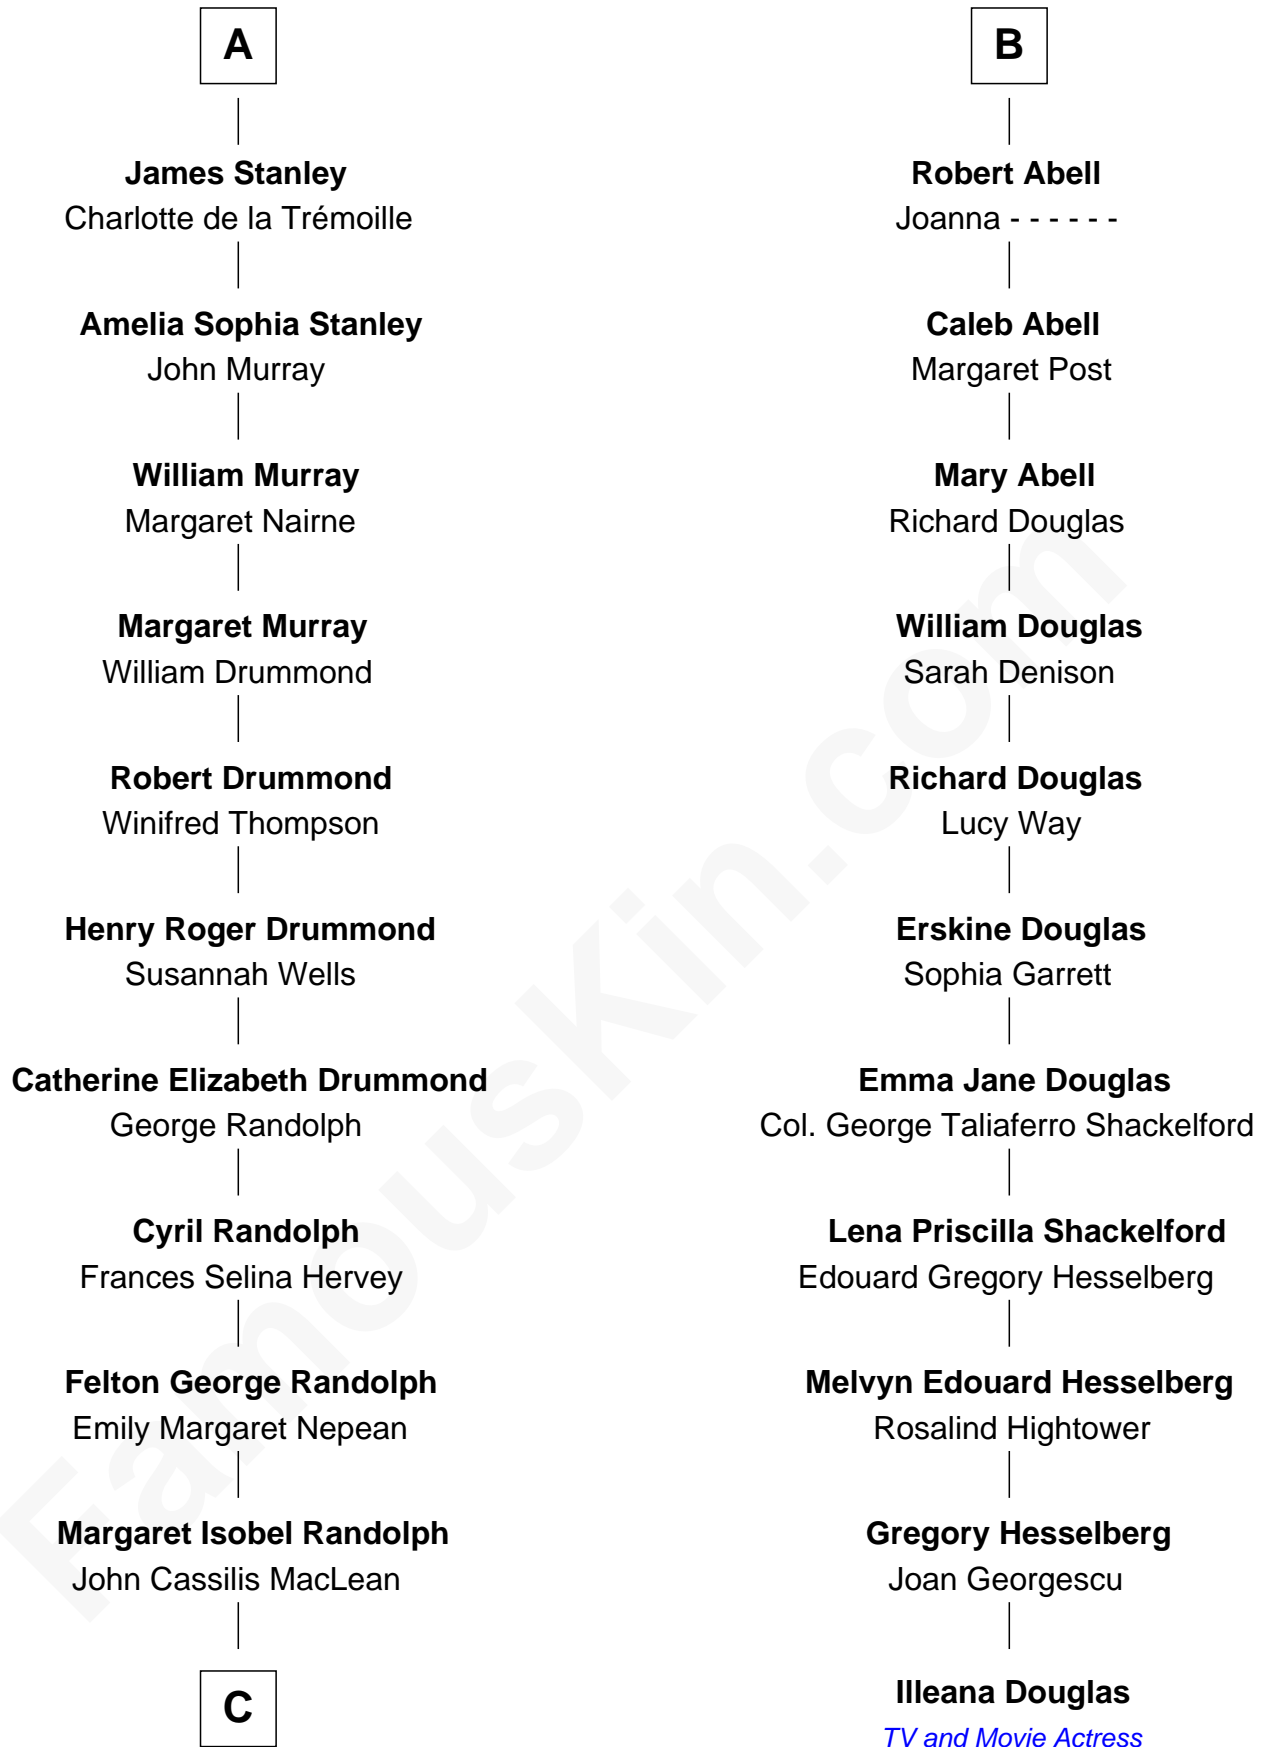 A
James Stanley
Charlotte de la Trémoille
Amelia Sophia Stanley
John Murray
William Murray
Margaret Nairne
Margaret Murray
William Drummond
Robert Drummond
Winifred Thompson
Henry Roger Drummond
Susannah Wells
Catherine Elizabeth Drummond
George Randolph
Cyril Randolph
Frances Selina Hervey
Felton George Randolph
Emily Margaret Nepean
Margaret Isobel Randolph
John Cassilis MacLean
C
B
Robert Abell
Joanna - - - - - -
Caleb Abell
Margaret Post
Mary Abell
Richard Douglas
William Douglas
Sarah Denison
Richard Douglas
Lucy Way
Erskine Douglas
Sophia Garrett
Emma Jane Douglas
Col. George Taliaferro Shackelford
Lena Priscilla Shackelford
Edouard Gregory Hesselberg
Melvyn Edouard Hesselberg
Rosalind Hightower
Gregory Hesselberg
Joan Georgescu
Illeana Douglas
TV and Movie Actress
FamousKin.com